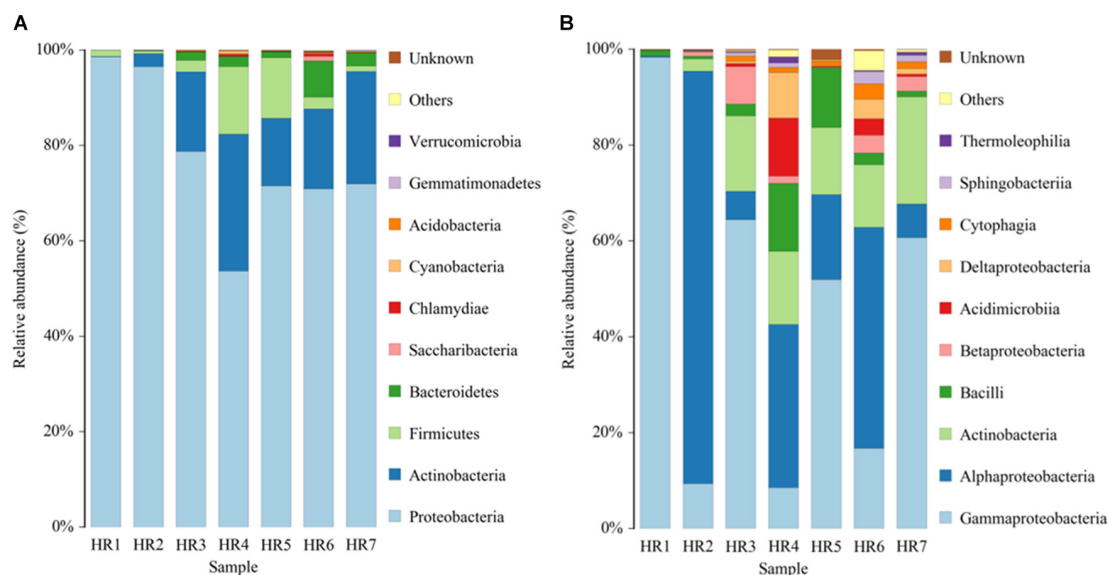 A
Relative abundance (%)
100%
80%
60%
40%
20%
0%
HR1 HR2 HR3 HR4 HR5 HR6 HR7
Sample
Unknown
Others
Verrucomicrobia
Gemmatimonadetes
Acidobacteria
Cyanobacteria
Chlamydiae
Saccharibacteria
Bacteroidetes
Firmicutes
Actinobacteria
Proteobacteria
B
Relative abundance (%)
100%
80%
60%
40%
20%
0%
HR1 HR2 HR3 HR4 HR5 HR6 HR7
Sample
Unknown
Others
Thermoleophilia
Sphingobacteriia
Cytophagia
Deltaproteobacteria
Acidimicrobiia
Betaproteobacteria
Bacilli
Actinobacteria
Alphaproteobacteria
Gammaproteobacteria